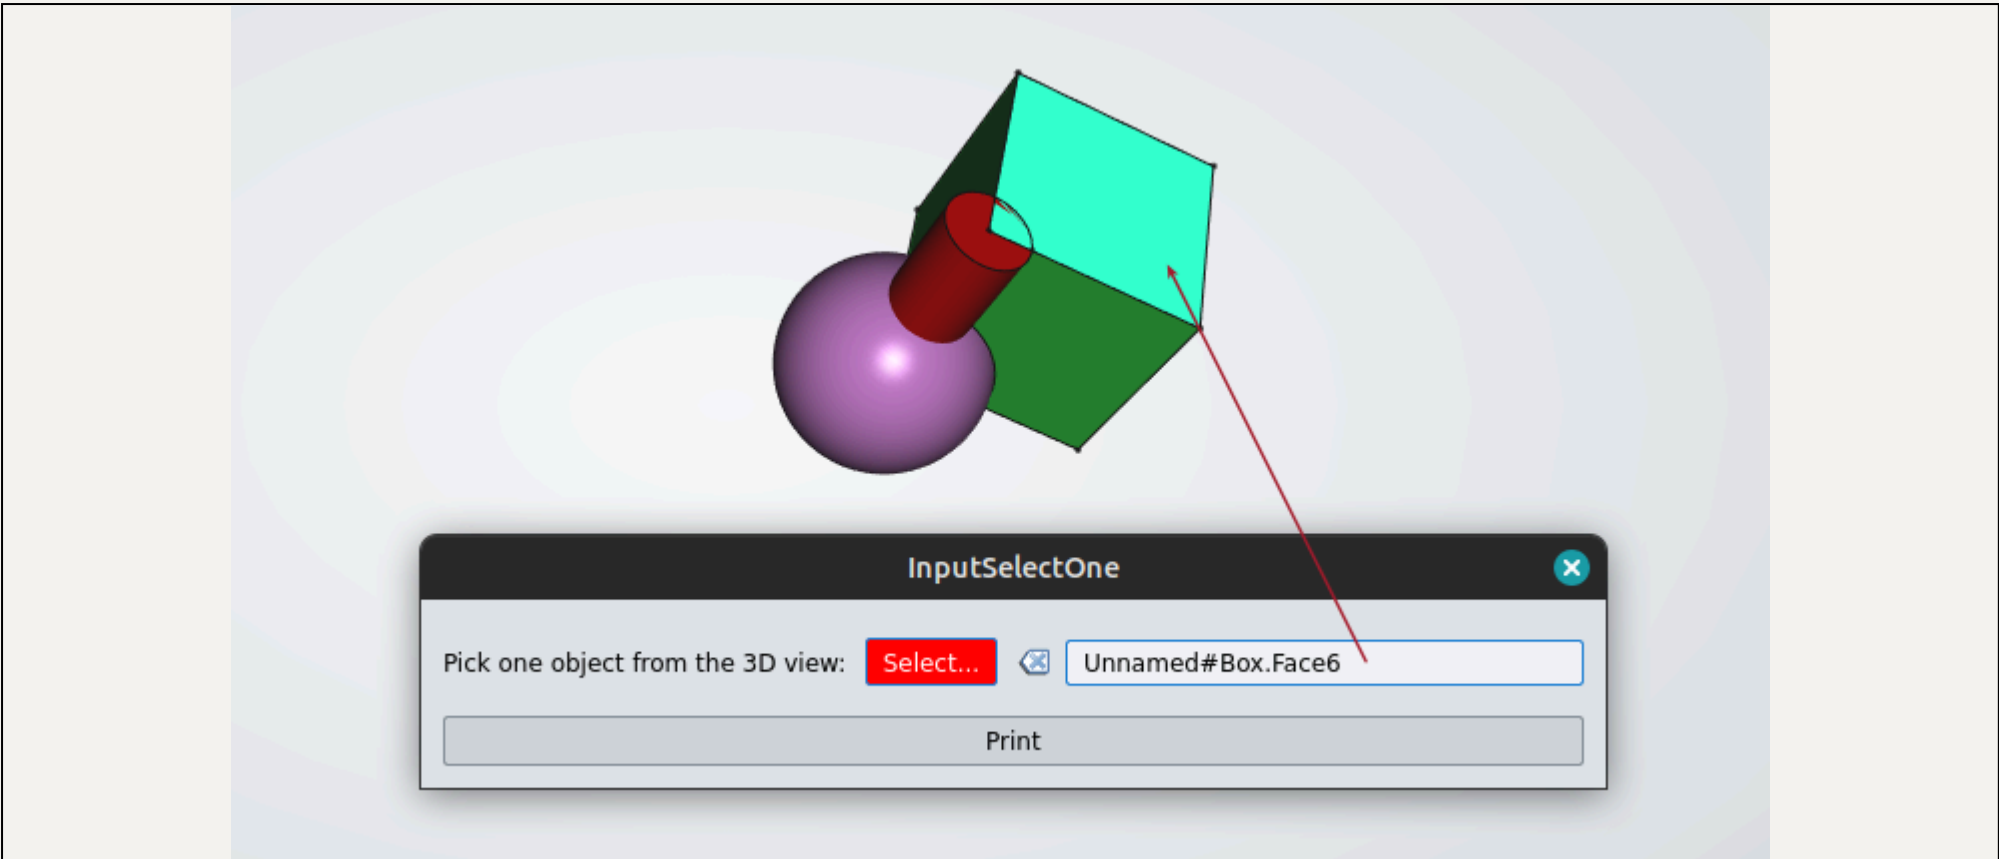 InputSelectOne
Pick one object from the 3D view: Select... Unnamed#Box.Face6
Print